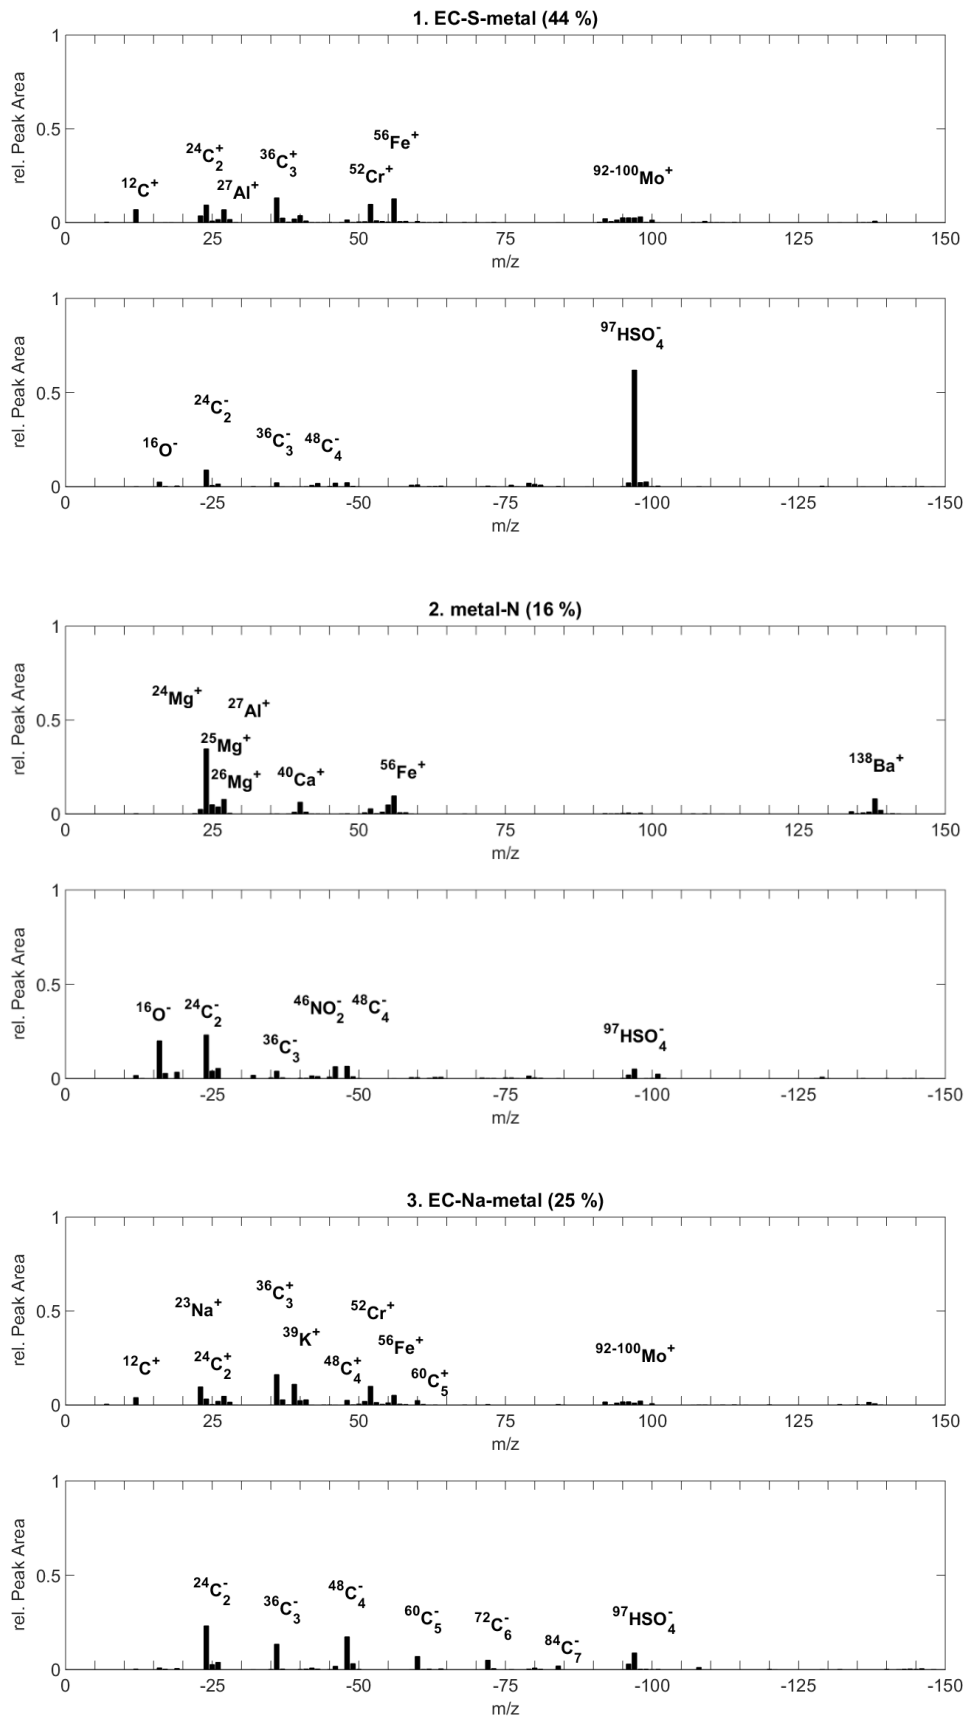 1. EC-S-metal (44 %)
rel. Peak Area
1
0.5
0
¹²C⁺
²⁴C₂⁺
²⁷Al⁺
³⁶C₃⁺
⁵²Cr⁺
⁵⁶Fe⁺
⁹²⁻¹⁰⁰Mo⁺
0 25 50 75 100 125 150
m/z
rel. Peak Area
1
0.5
0
¹⁶O⁻
²⁴C₂⁻
³⁶C₃⁻
⁴⁸C₄⁻
⁹⁷HSO₄⁻
0 -25 -50 -75 -100 -125 -150
m/z
2. metal-N (16 %)
rel. Peak Area
1
0.5
0
²⁴Mg⁺
²⁵Mg⁺
²⁶Mg⁺
²⁷Al⁺
⁴⁰Ca⁺
⁵⁶Fe⁺
¹³⁸Ba⁺
0 25 50 75 100 125 150
m/z
rel. Peak Area
1
0.5
0
¹⁶O⁻
²⁴C₂⁻
³⁶C₃⁻
⁴⁶NO₂⁻
⁴⁸C₄⁻
⁹⁷HSO₄⁻
0 -25 -50 -75 -100 -125 -150
m/z
3. EC-Na-metal (25 %)
rel. Peak Area
1
0.5
0
¹²C⁺
²³Na⁺
²⁴C₂⁺
³⁶C₃⁺
³⁹K⁺
⁴⁸C₄⁺
⁵²Cr⁺
⁵⁶Fe⁺
⁶⁰C₅⁺
⁹²⁻¹⁰⁰Mo⁺
0 25 50 75 100 125 150
m/z
rel. Peak Area
1
0.5
0
²⁴C₂⁻
³⁶C₃⁻
⁴⁸C₄⁻
⁶⁰C₅⁻
⁷²C₆⁻
⁸⁴C₇⁻
⁹⁷HSO₄⁻
0 -25 -50 -75 -100 -125 -150
m/z